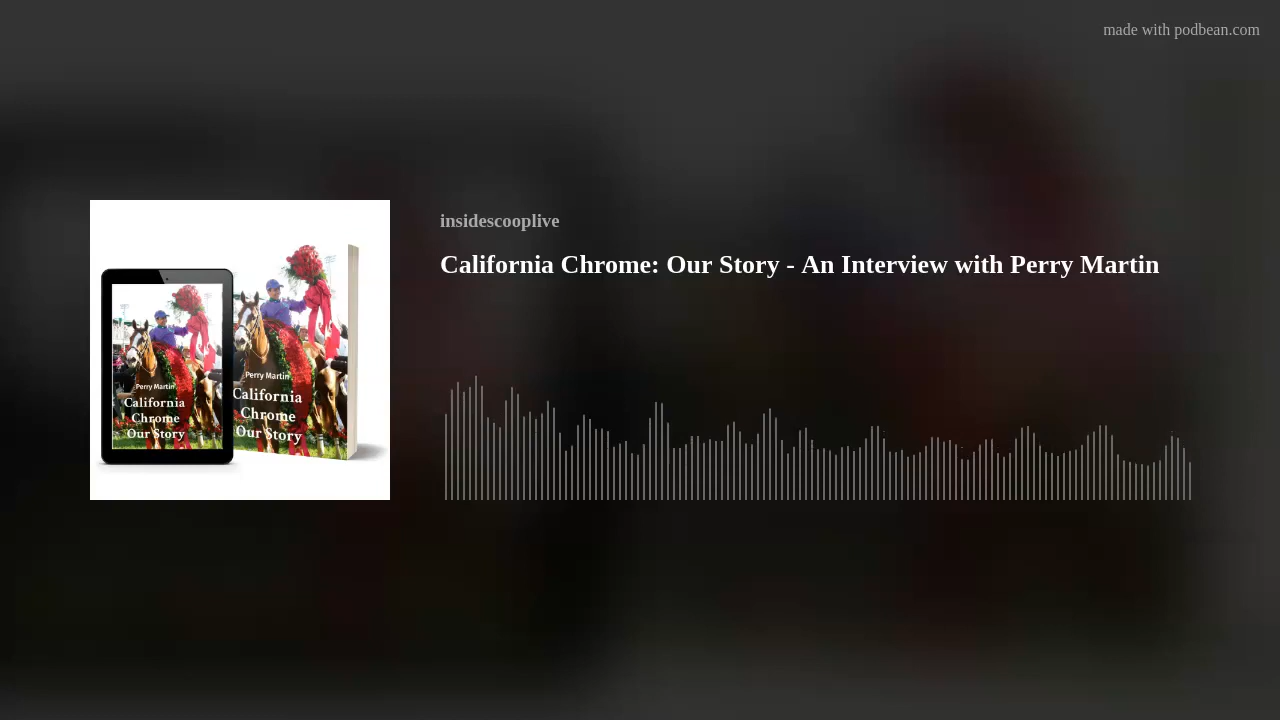 made with podbean.com
insidescooplive
California Chrome: Our Story - An Interview with Perry Martin
Perry Martin
California
Chrome
Our Story
Perry Martin
California
Chrome
Our Story